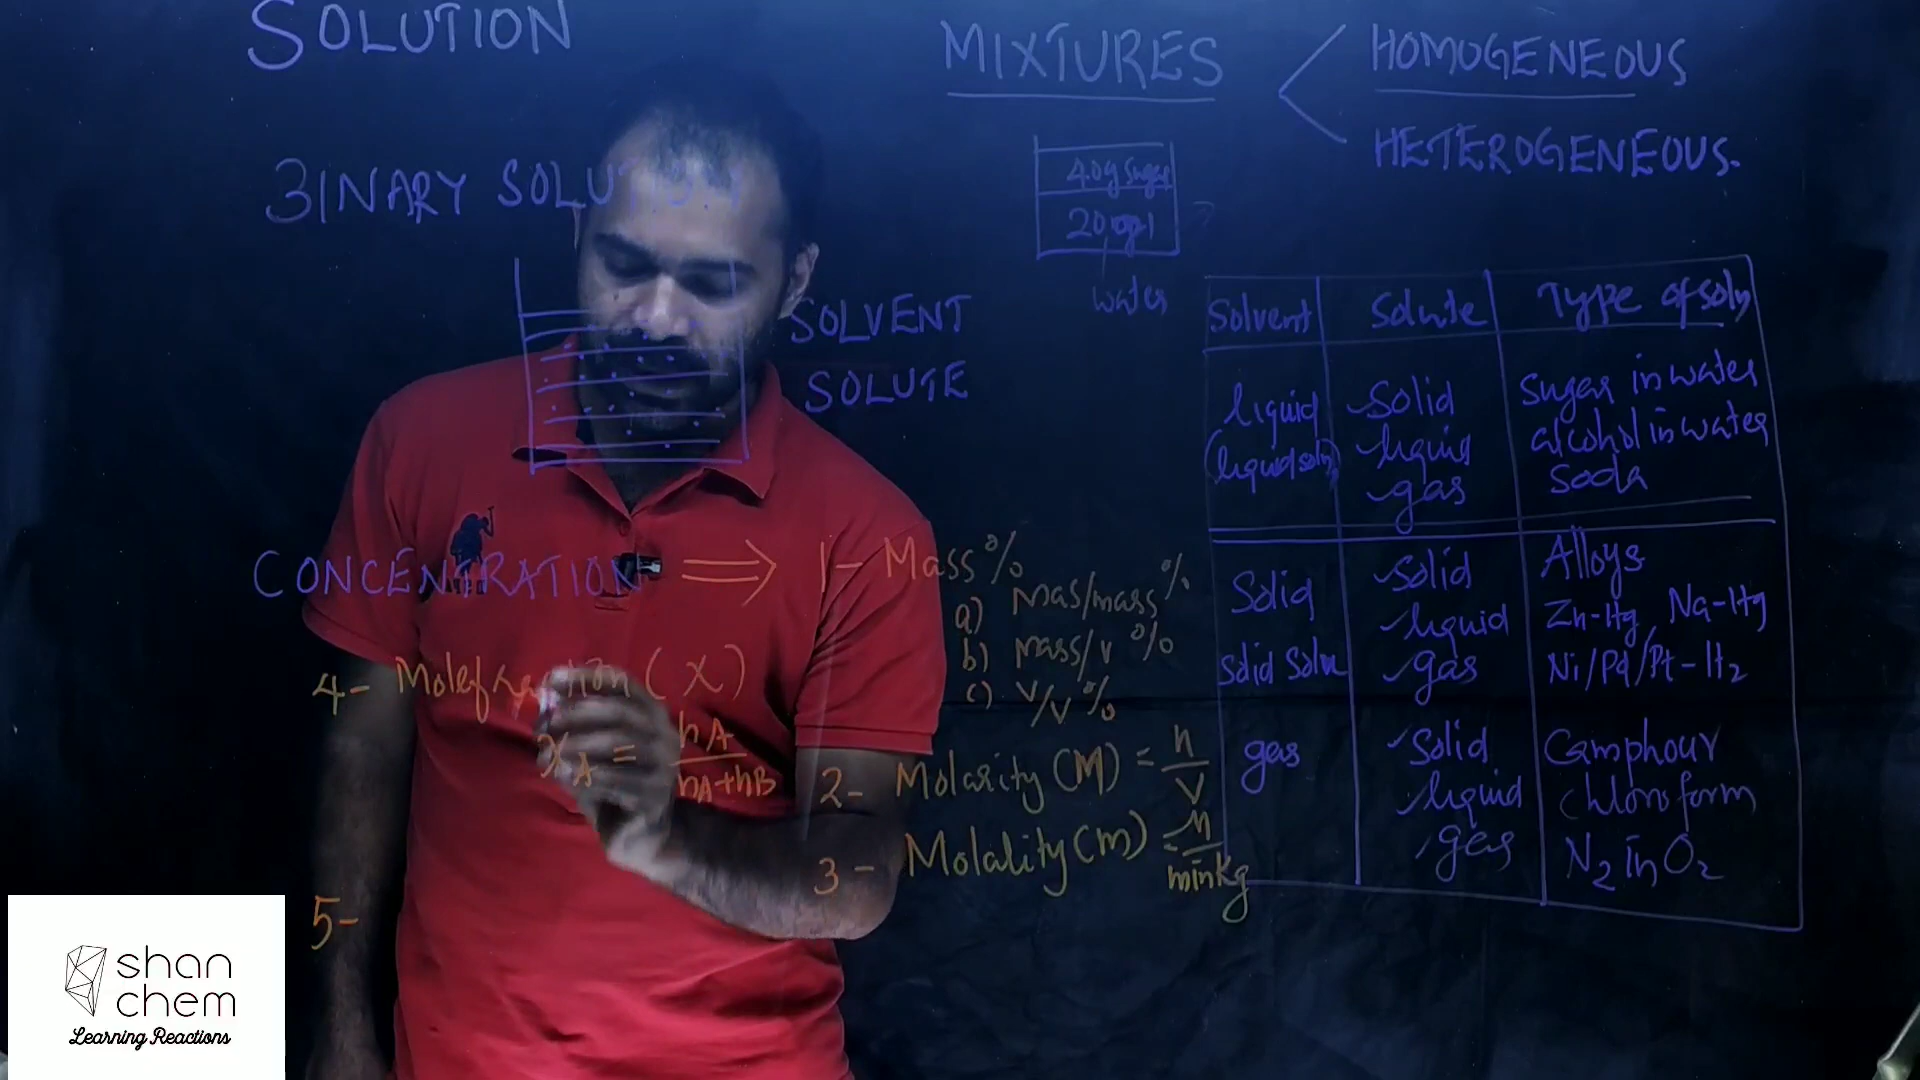 SOLUTION
BINARY SOLUTION
SOLVENT
SOLUTE
MIXTURES
HOMOGENEOUS
HETEROGENEOUS.
40g sugar
water
Solvent Solute Type of soln
liquid
(liquid soln)
Solid
liquid
gas
Sugar in water
alcohol in water
Soda
Solid
Solid Soln
Solid
liquid
gas
Alloys
Zn-Hg, Na-Hg
Ni/Pd/Pt-H2
gas
Solid
liquid
gas
Camphour
Chloroform
N2 in O2
CONCENTRATION ⟹ 1- Mass %
a) Mas/mass %
b) mass/v %
c) v/v %
2- Molarity (M) = n/V
3- Molality (m) = n/m in Kg
4- Mole fraction (x)
xA = nA/nA+nB
5-
shan
chem
Learning Reactions